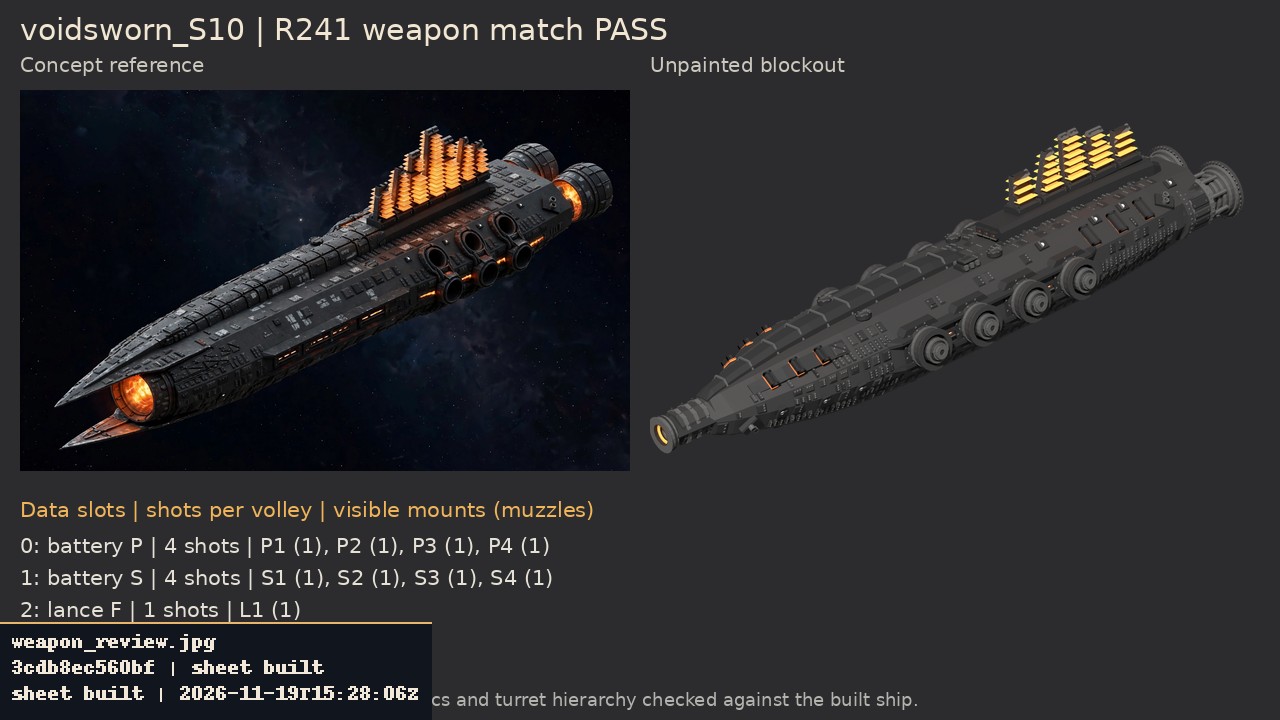 voidsworn_S10 | R241 weapon match PASS
Concept reference
Unpainted blockout
Data slots | shots per volley | visible mounts (muzzles)
0: battery P | 4 shots | P1 (1), P2 (1), P3 (1), P4 (1)
1: battery S | 4 shots | S1 (1), S2 (1), S3 (1), S4 (1)
2: lance F | 1 shots | L1 (1)
weapon_review.jpg
3cdb8ec560bf | sheet built
sheet built | 2026-11-19T15:28:06Z
cs and turret hierarchy checked against the built ship.